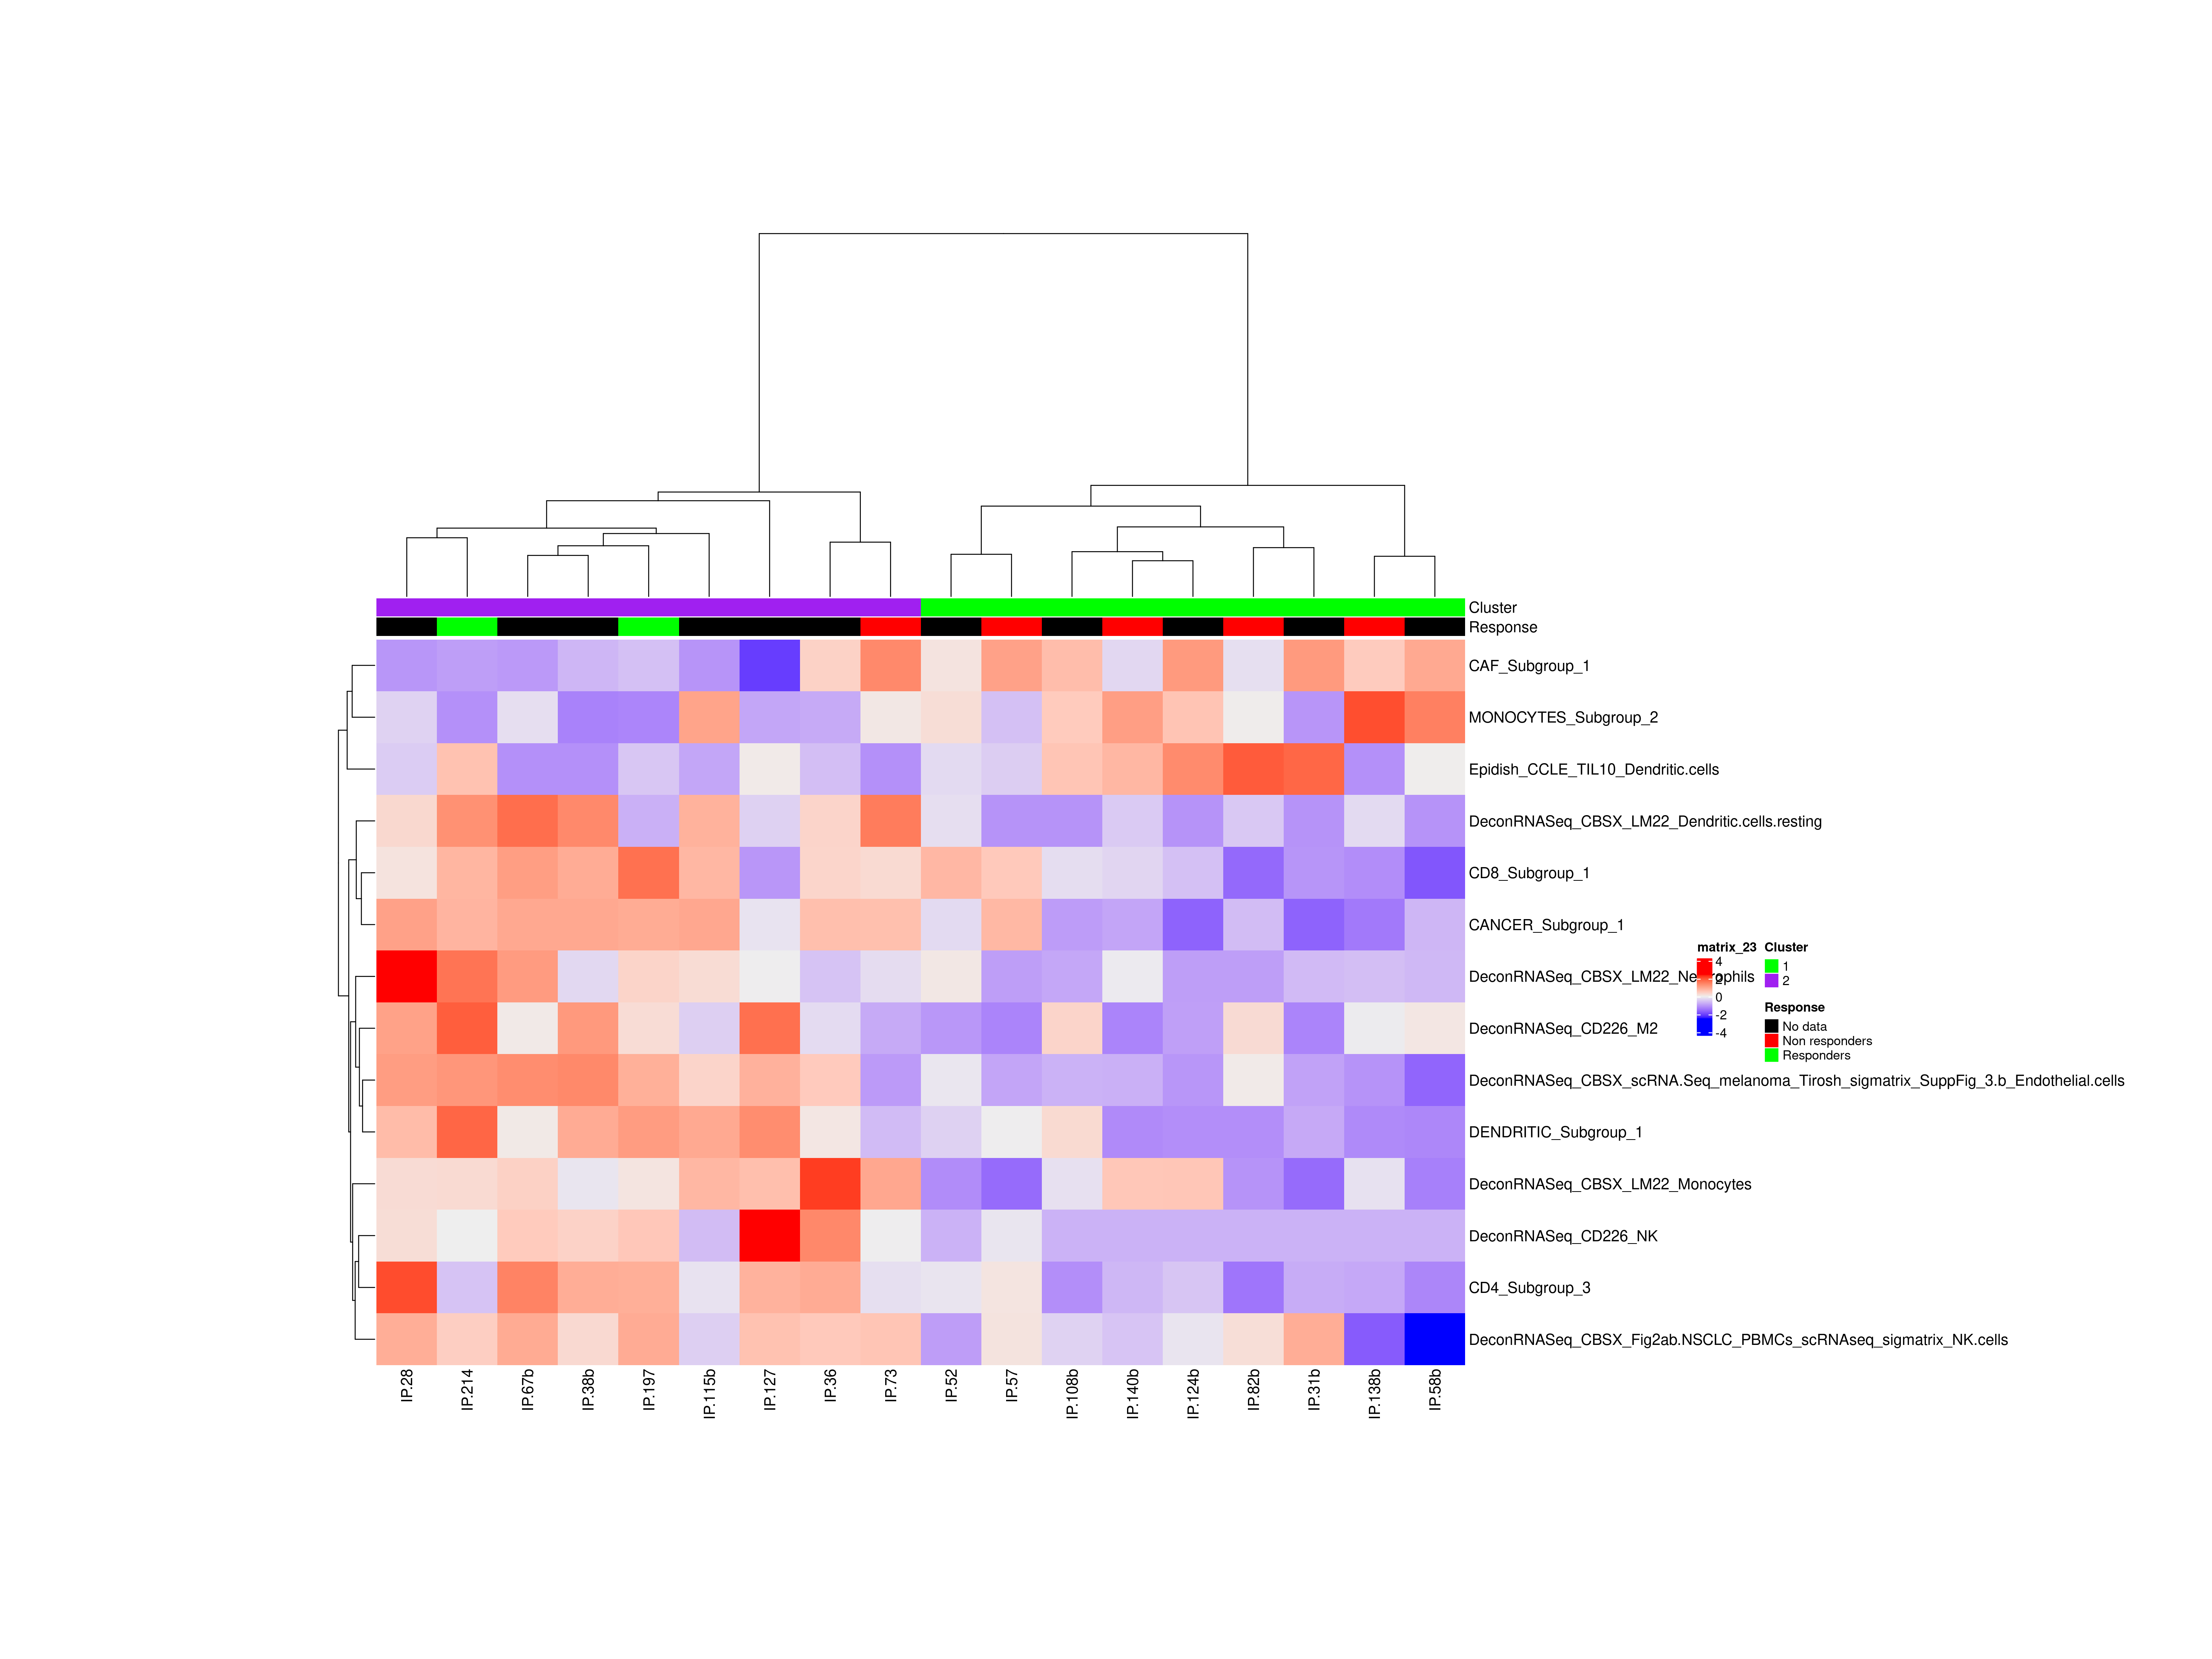 Cluster
Response
CAF_Subgroup_1
MONOCYTES_Subgroup_2
Epidish_CCLE_TIL10_Dendritic.cells
DeconRNASeq_CBSX_LM22_Dendritic.cells.resting
CD8_Subgroup_1
CANCER_Subgroup_1
DeconRNASeq_CBSX_LM22_Neutrophils
DeconRNASeq_CD226_M2
DeconRNASeq_CBSX_scRNA.Seq_melanoma_Tirosh_sigmatrix_SuppFig_3.b_Endothelial.cells
DENDRITIC_Subgroup_1
DeconRNASeq_CBSX_LM22_Monocytes
DeconRNASeq_CD226_NK
CD4_Subgroup_3
DeconRNASeq_CBSX_Fig2ab.NSCLC_PBMCs_scRNAseq_sigmatrix_NK.cells
IP.28
IP.214
IP.67b
IP.38b
IP.197
IP.115b
IP.127
IP.36
IP.73
IP.52
IP.57
IP.108b
IP.140b
IP.124b
IP.82b
IP.31b
IP.138b
IP.58b
matrix_23
4
2
0
-2
-4
Cluster
1
2
Response
No data
Non responders
Responders